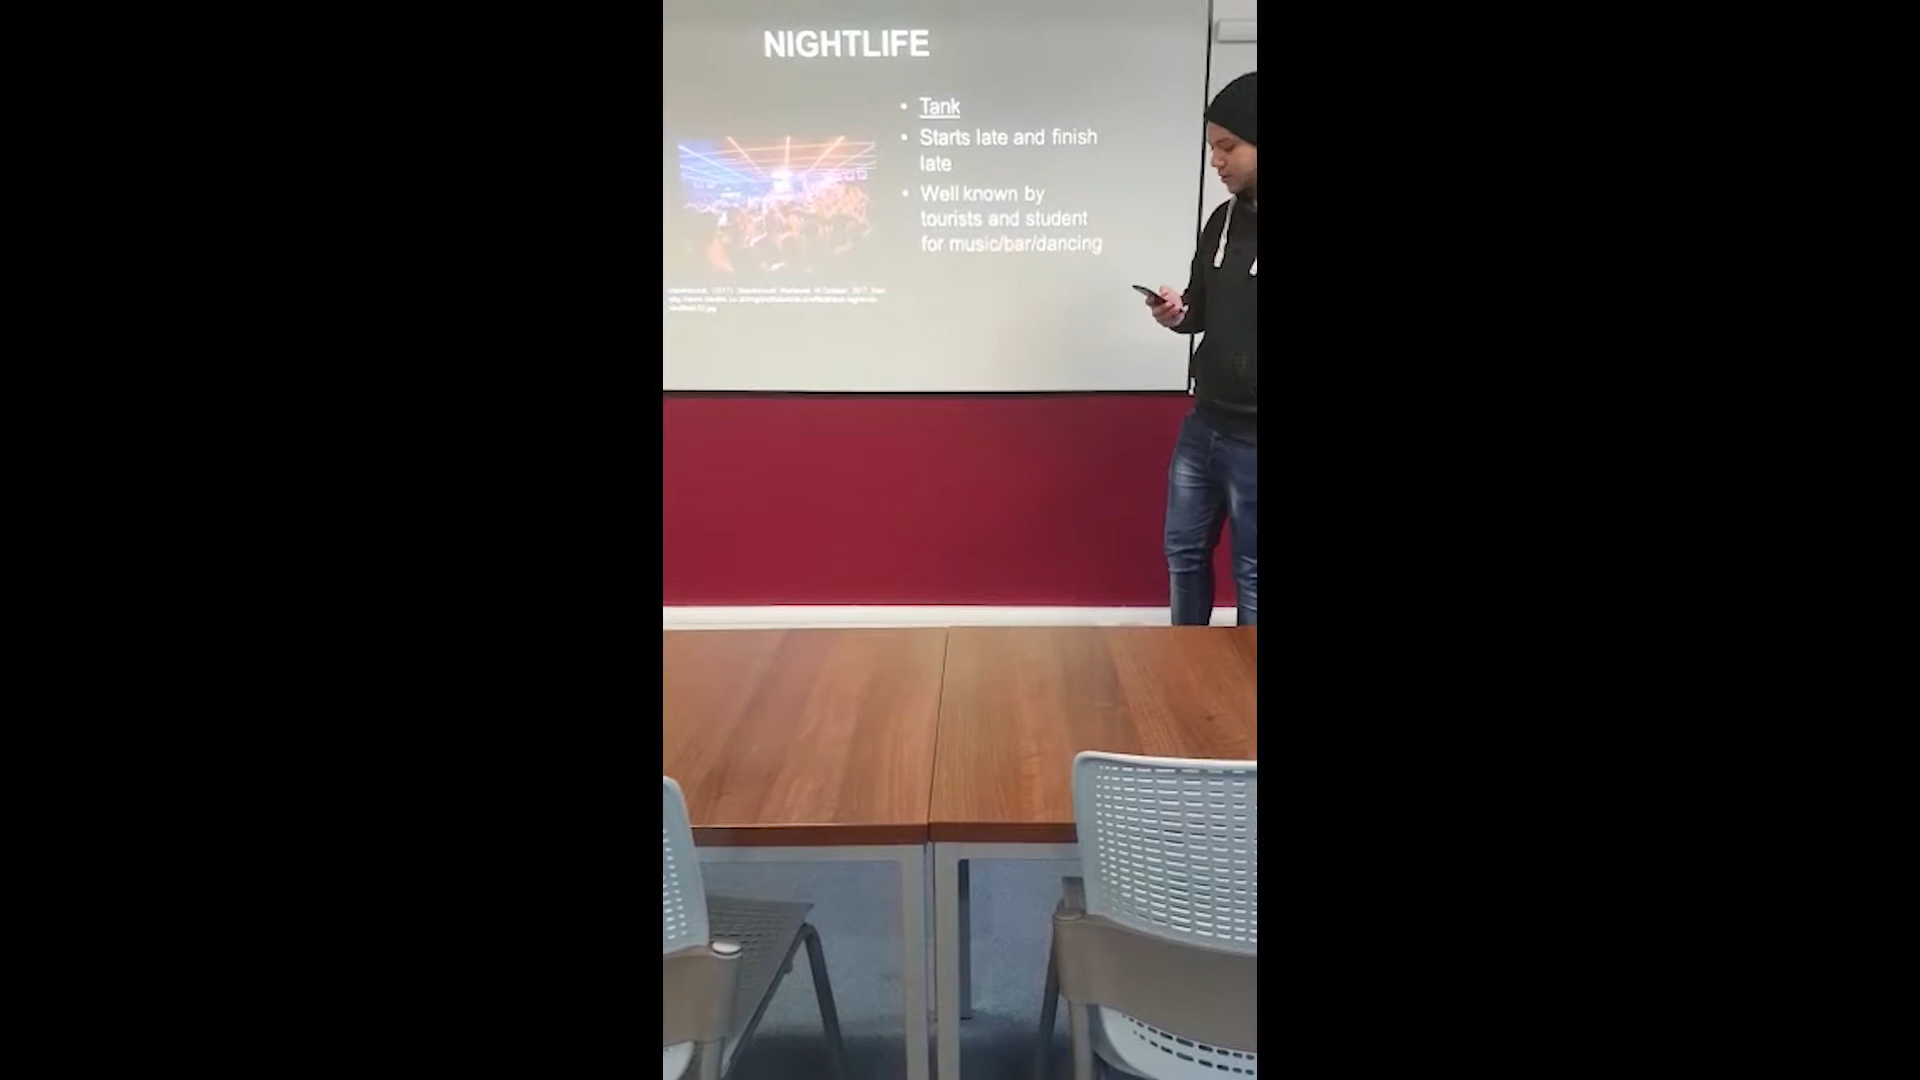 NIGHTLIFE
• Tank
• Starts late and finish
late
• Well known by
tourists and student
for music/bar/dancing